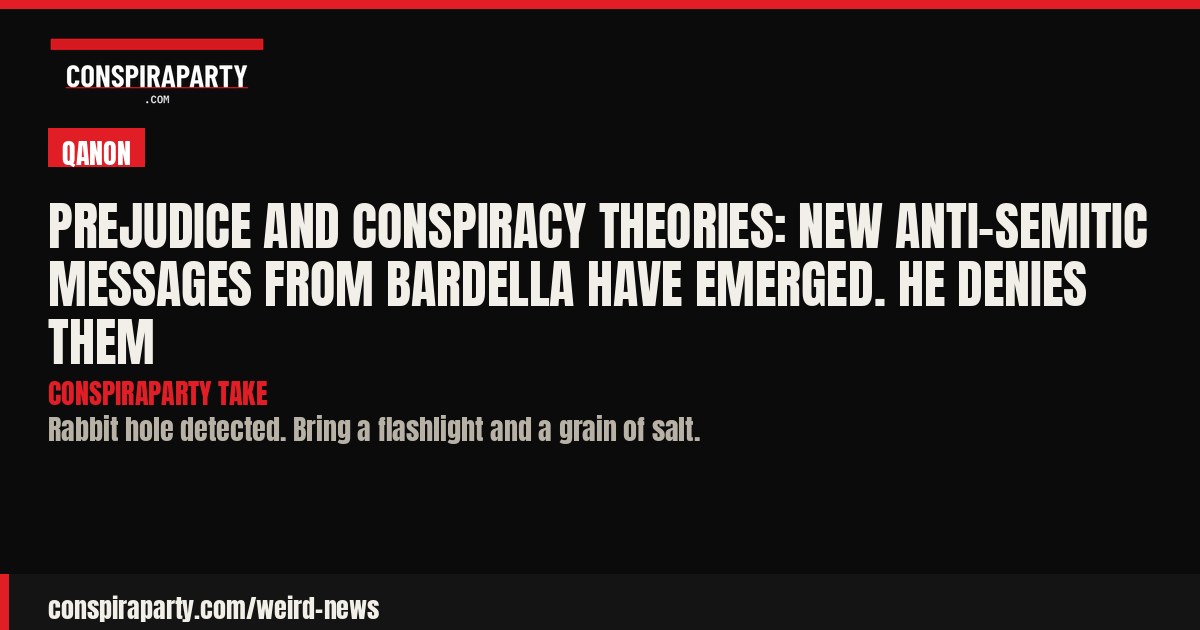 CONSPIRAPARTY
.COM
QANON
PREJUDICE AND CONSPIRACY THEORIES: NEW ANTI-SEMITIC
MESSAGES FROM BARDELLA HAVE EMERGED. HE DENIES
THEM
CONSPIRAPARTY TAKE
Rabbit hole detected. Bring a flashlight and a grain of salt.
conspiraparty.com/weird-news